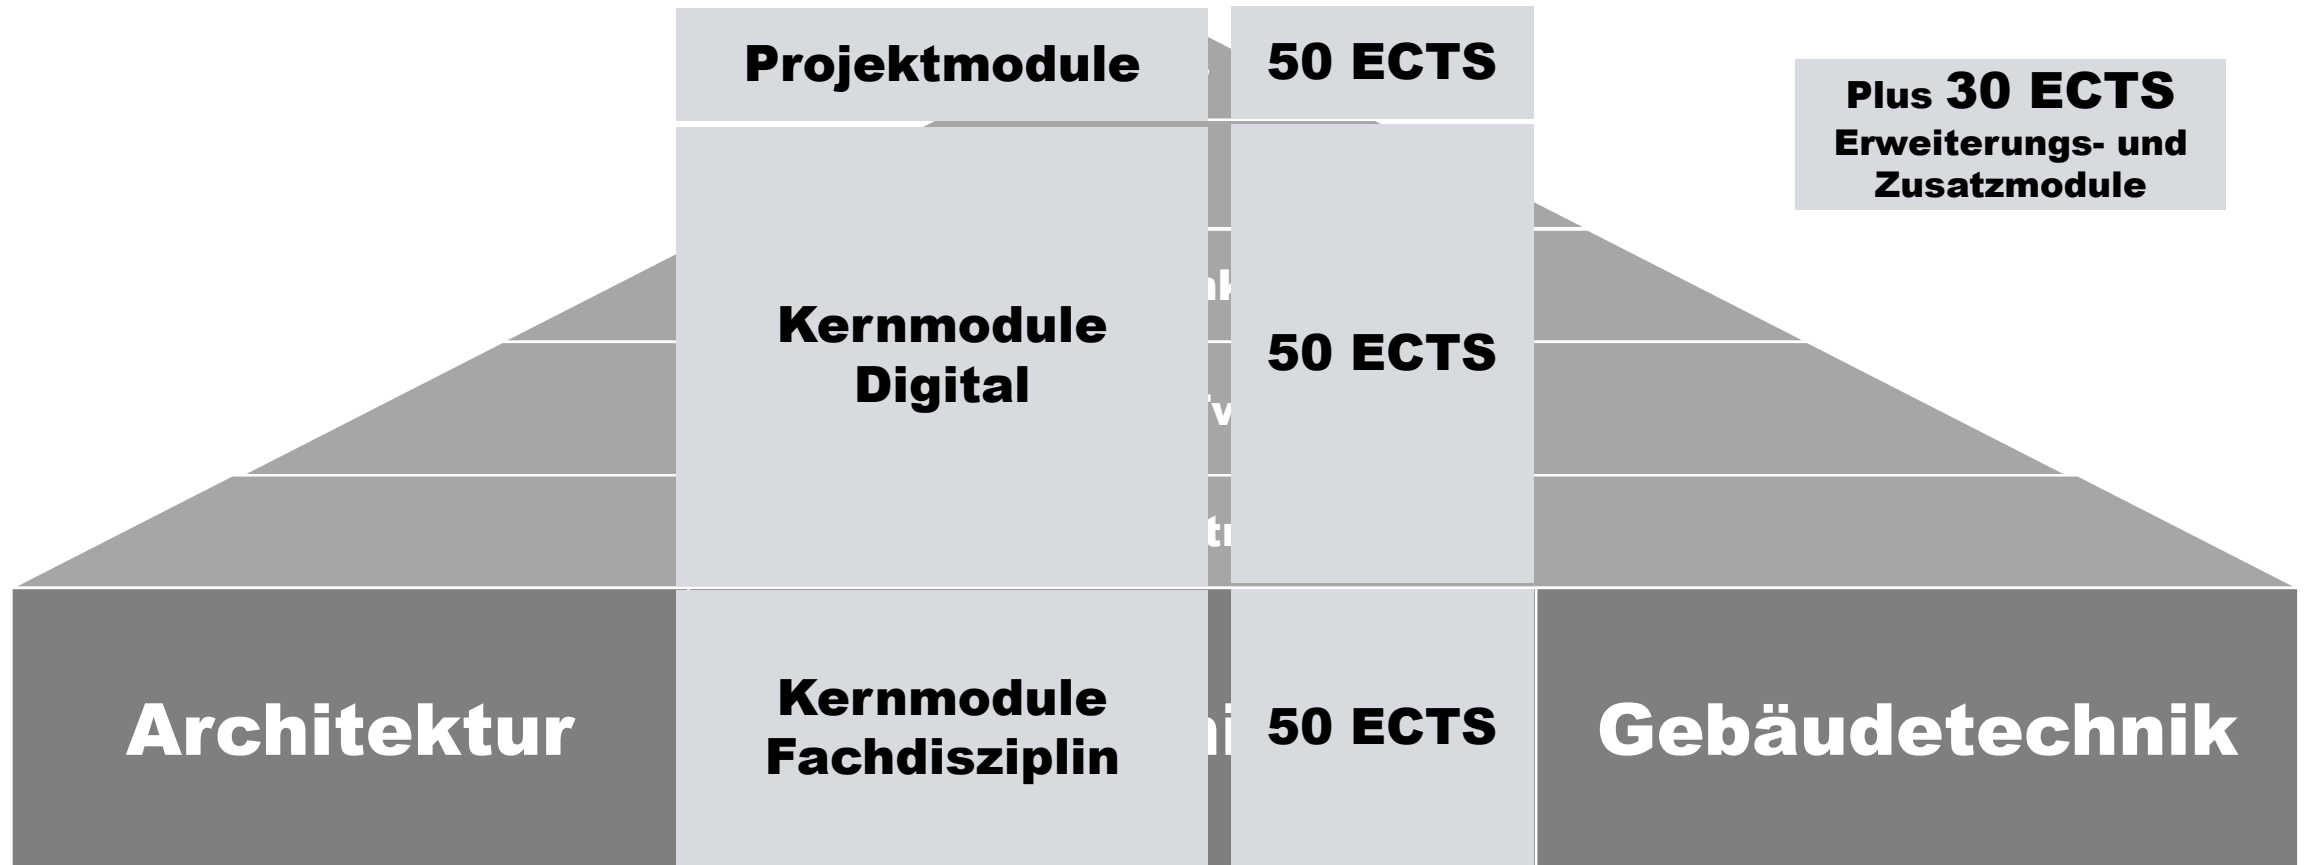 Projektmodule
50 ECTS
Plus 30 ECTS
Erweiterungs- und
Zusatzmodule
Kernmodule
Digital
50 ECTS
Architektur
Kernmodule
Fachdisziplin
50 ECTS
Gebäudetechnik